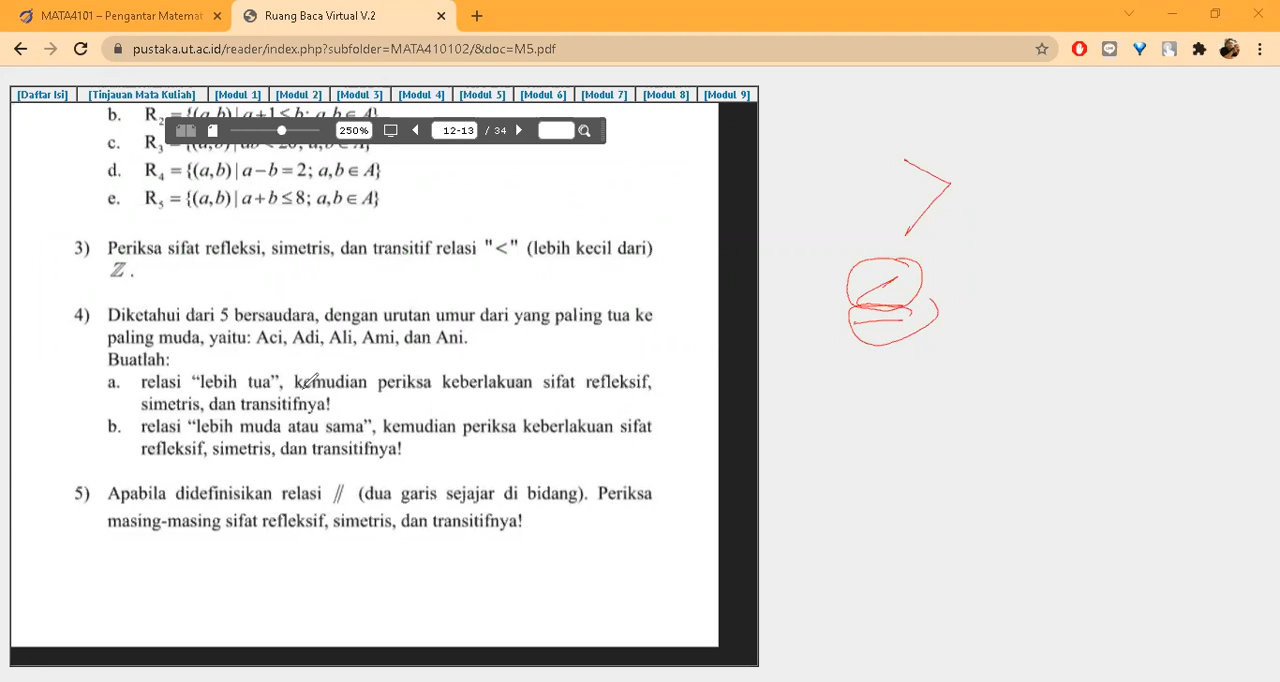 MATA4101 – Pengantar Matemat
Ruang Baca Virtual V.2
pustaka.ut.ac.id/reader/index.php?subfolder=MATA410102/&doc=M5.pdf
[Daftar Isi] [Tinjauan Mata Kuliah] [Modul 1] [Modul 2] [Modul 3] [Modul 4] [Modul 5] [Modul 6] [Modul 7] [Modul 8] [Modul 9]
b. R₂ = {(a,b) | a+1 ≤ b; a,b ∈ A}
250% 12-13 / 34
c. R₃
d. R₄ = {(a,b) | a − b = 2; a,b ∈ A}
e. R₅ = {(a,b) | a + b ≤ 8; a,b ∈ A}
3) Periksa sifat refleksi, simetris, dan transitif relasi "<" (lebih kecil dari)
ℤ .
4) Diketahui dari 5 bersaudara, dengan urutan umur dari yang paling tua ke
paling muda, yaitu: Aci, Adi, Ali, Ami, dan Ani.
Buatlah:
a. relasi “lebih tua”, kemudian periksa keberlakuan sifat refleksif,
simetris, dan transitifnya!
b. relasi “lebih muda atau sama”, kemudian periksa keberlakuan sifat
refleksif, simetris, dan transitifnya!
5) Apabila didefinisikan relasi // (dua garis sejajar di bidang). Periksa
masing-masing sifat refleksif, simetris, dan transitifnya!
>